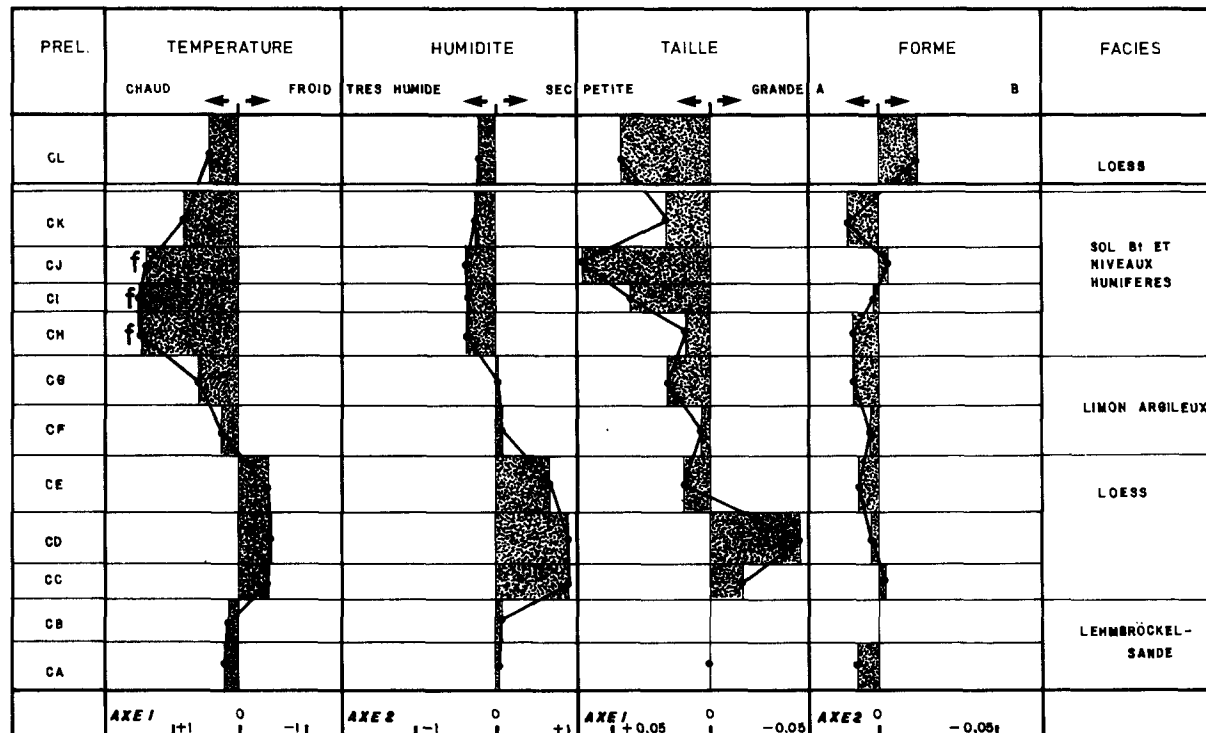 PREL. TEMPERATURE HUMIDITE TAILLE FORME FACIES
CHAUD FROID TRES HUMIDE SEC PETITE GRANDE A B
CL LOESS
CK
SOL Bt ET
CJ NIVEAUX
HUMIFERES
f
CI
f
CH
f
CG
LIMON ARGILEUX
CF
CE LOESS
CD
CC
CB LEHMBRÖCKEL-
SANDE
CA
AXE 1 0 AXE 2 0 AXE 1 0 AXE 2 0
+1 -1 -1 +1 +0,05 -0,05 -0,05